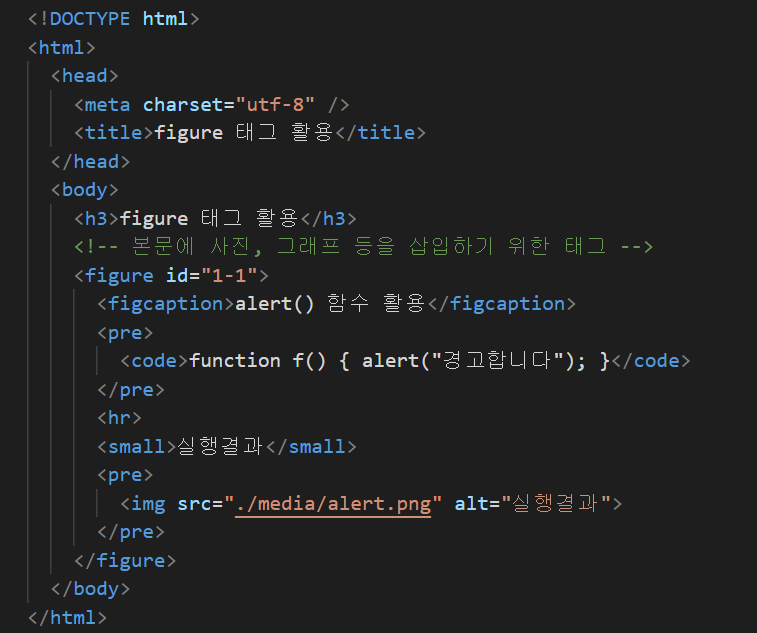 <!DOCTYPE html>
<html>
<head>
<meta charset="utf-8" />
<title>figure 태그 활용</title>
</head>
<body>
<h3>figure 태그 활용</h3>
<!-- 본문에 사진, 그래프 등을 삽입하기 위한 태그 -->
<figure id="1-1">
<figcaption>alert() 함수 활용</figcaption>
<pre>
<code>function f() { alert("경고합니다"); }</code>
</pre>
<hr>
<small>실행결과</small>
<pre>
<img src="./media/alert.png" alt="실행결과">
</pre>
</figure>
</body>
</html>